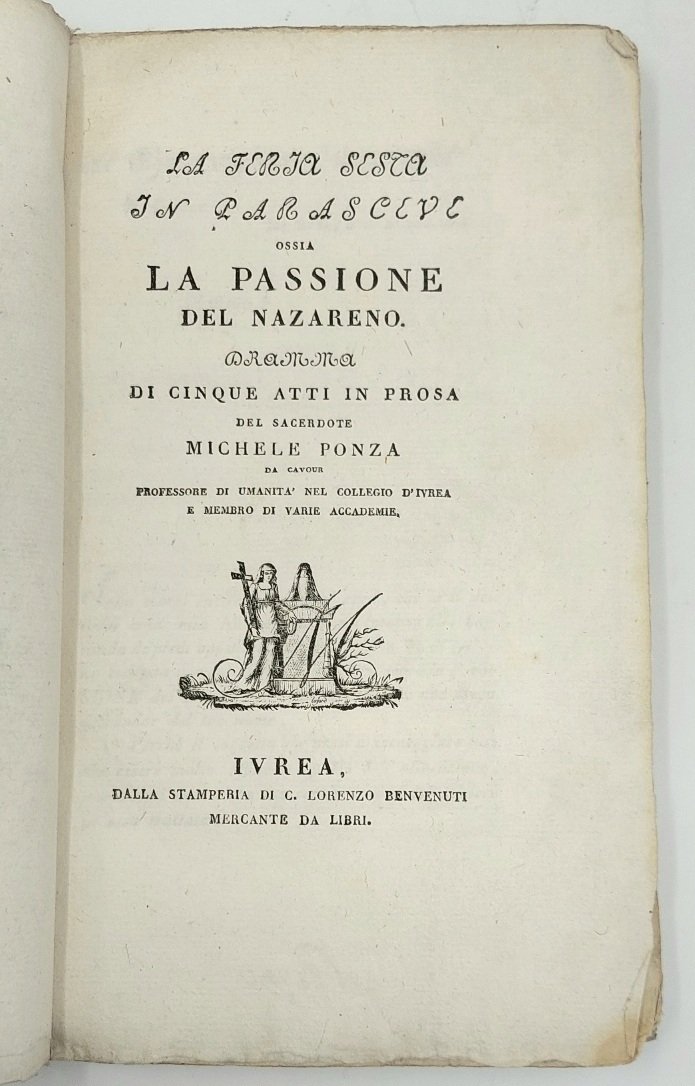 LA FERIA SESTA
IN PARASCEVE
OSSIA
LA PASSIONE
DEL NAZARENO.
DRAMMA
DI CINQUE ATTI IN PROSA
DEL SACERDOTE
MICHELE PONZA
DA CAVOUR
PROFESSORE DI UMANITA' NEL COLLEGIO D'IVREA
E MEMBRO DI VARIE ACCADEMIE.
IVREA,
DALLA STAMPERIA DI C. LORENZO BENVENUTI
MERCANTE DA LIBRI.